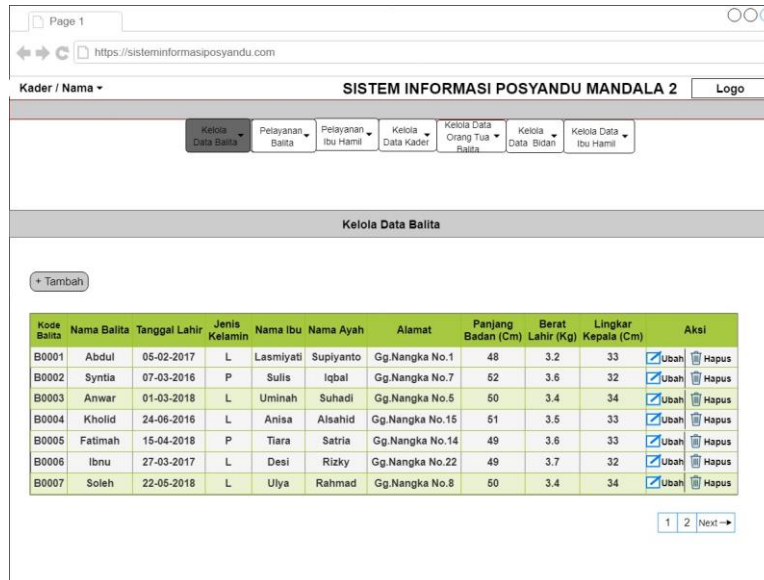 Page 1
https://sisteminformasiposyandu.com
Kader / Nama
SISTEM INFORMASI POSYANDU MANDALA 2
Logo
Kelola Data Balita
Pelayanan Balita
Pelayanan Ibu Hamil
Kelola Data Kader
Kelola Data Orang Tua Balita
Kelola Data Bidan
Kelola Data Ibu Hamil
Kelola Data Balita
+ Tambah
Kode Balita Nama Balita Tanggal Lahir Jenis Kelamin Nama Ibu Nama Ayah Alamat Panjang Badan (Cm) Berat Lahir (Kg) Lingkar Kepala (Cm) Aksi
B0001 Abdul 05-02-2017 L Lasmiyati Supiyanto Gg.Nangka No.1 48 3.2 33 Ubah Hapus
B0002 Syntia 07-03-2016 P Sulis Iqbal Gg.Nangka No.7 52 3.6 32 Ubah Hapus
B0003 Anwar 01-03-2018 L Uminah Suhadi Gg.Nangka No.5 50 3.4 34 Ubah Hapus
B0004 Kholid 24-06-2016 L Anisa Alsahid Gg.Nangka No.15 51 3.5 33 Ubah Hapus
B0005 Fatimah 15-04-2018 P Tiara Satria Gg.Nangka No.14 49 3.6 33 Ubah Hapus
B0006 Ibnu 27-03-2017 L Desi Rizky Gg.Nangka No.22 49 3.7 32 Ubah Hapus
B0007 Soleh 22-05-2018 L Ulya Rahmad Gg.Nangka No.8 50 3.4 34 Ubah Hapus
1 2 Next